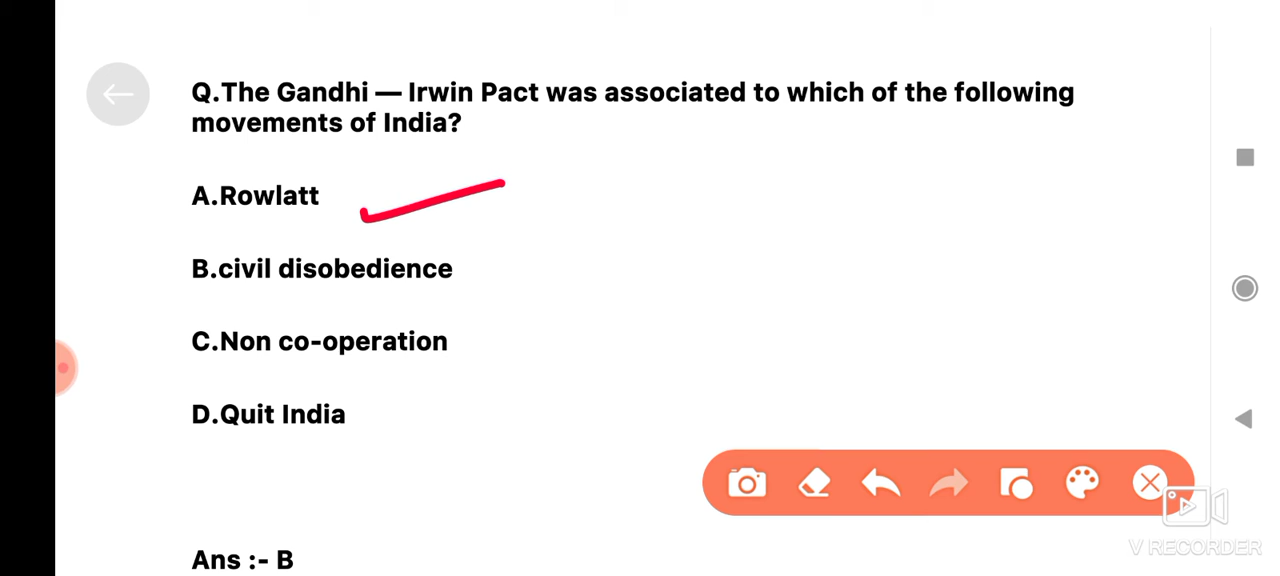 Q.The Gandhi — Irwin Pact was associated to which of the following
movements of India?
A.Rowlatt
B.civil disobedience
C.Non co-operation
D.Quit India
V RECORDER
Ans :- B